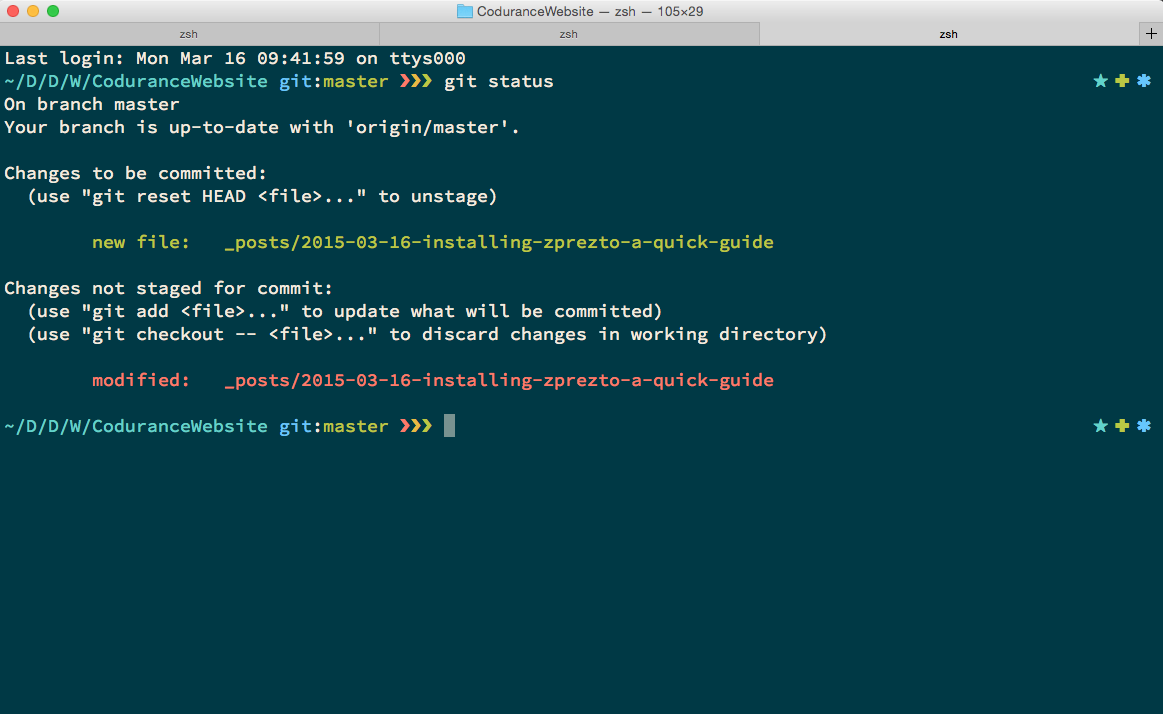 CoduranceWebsite — zsh — 105×29
zsh zsh zsh +
Last login: Mon Mar 16 09:41:59 on ttys000
~/D/D/W/CoduranceWebsite git:master ❯❯❯ git status ★ ✚ ✱
On branch master
Your branch is up-to-date with 'origin/master'.
Changes to be committed:
(use "git reset HEAD <file>..." to unstage)
new file: _posts/2015-03-16-installing-zprezto-a-quick-guide
Changes not staged for commit:
(use "git add <file>..." to update what will be committed)
(use "git checkout -- <file>..." to discard changes in working directory)
modified: _posts/2015-03-16-installing-zprezto-a-quick-guide
~/D/D/W/CoduranceWebsite git:master ❯❯❯ ★ ✚ ✱